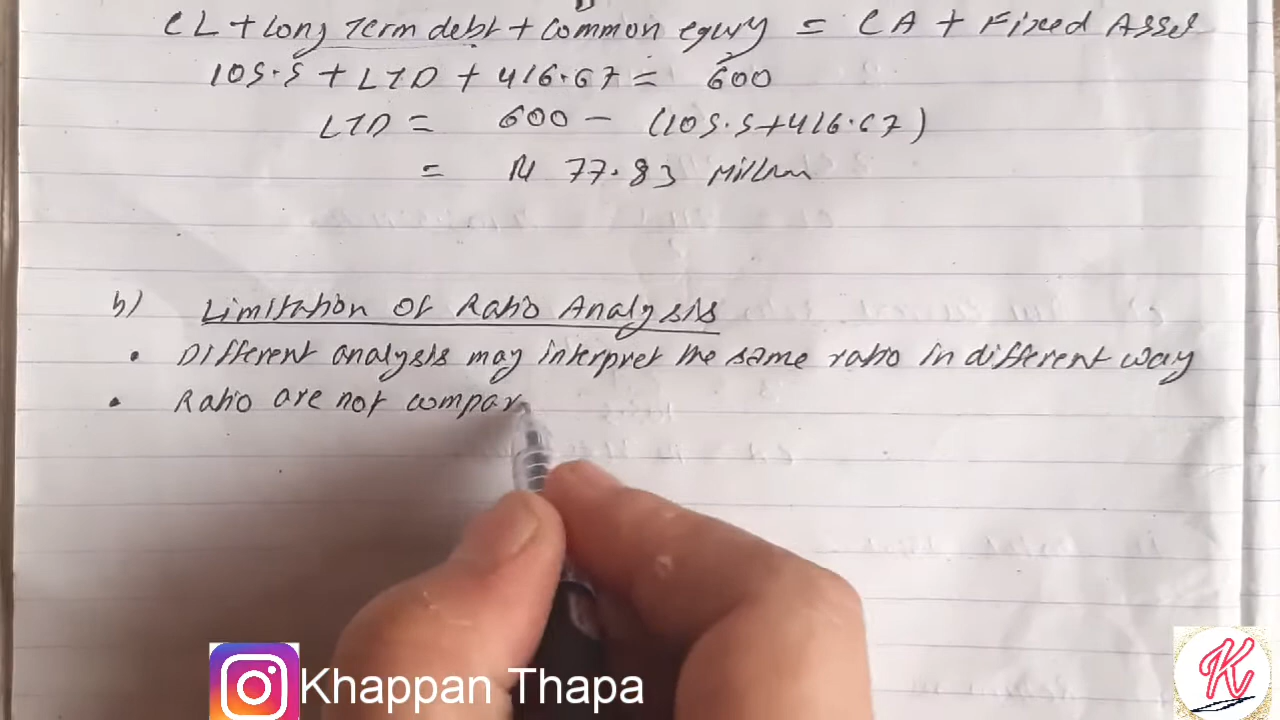 CL + Long Term debt + Common equity = CA + Fixed Asset
105.5 + LTD + 416.67 = 600
LTD = 600 - (105.5+416.67)
= 77.83 Million
b) Limitation of Ratio Analysis
• Different analysis may interpret the same ratio in different way
• Ratio are not compar
Khappan Thapa
K